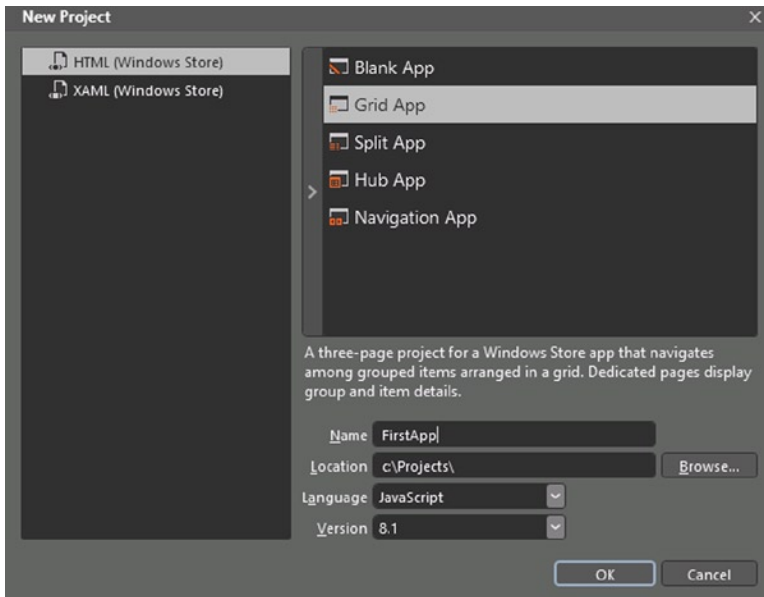 New Project
HTML (Windows Store)
XAML (Windows Store)
Blank App
Grid App
Split App
Hub App
Navigation App
A three-page project for a Windows Store app that navigates
among grouped items arranged in a grid. Dedicated pages display
group and item details.
Name FirstApp
Location c\Projects\ Browse...
Language JavaScript
Version 8.1
OK Cancel